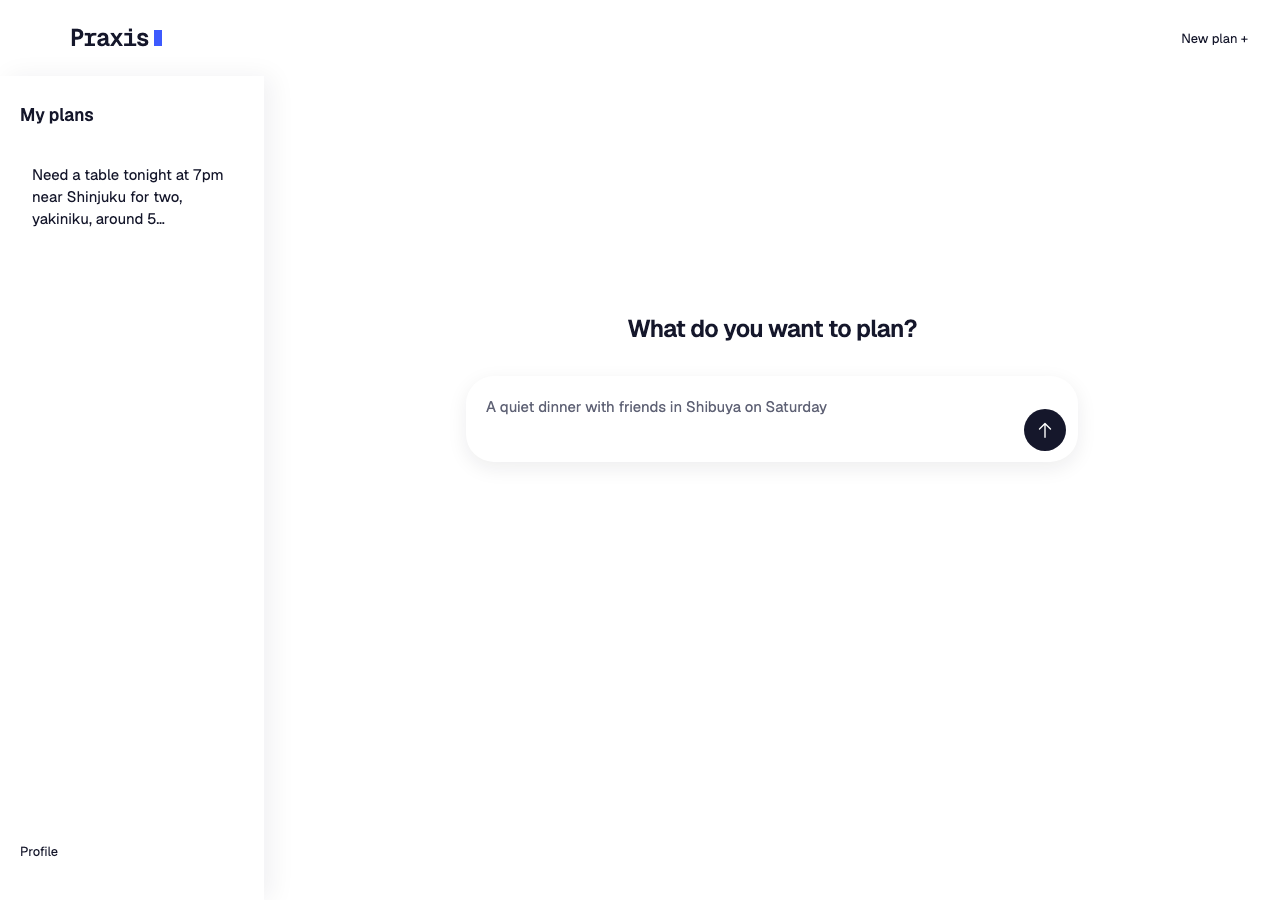 Praxis
New plan +
My plans
Need a table tonight at 7pm
near Shinjuku for two,
yakiniku, around 5...
What do you want to plan?
A quiet dinner with friends in Shibuya on Saturday
Profile